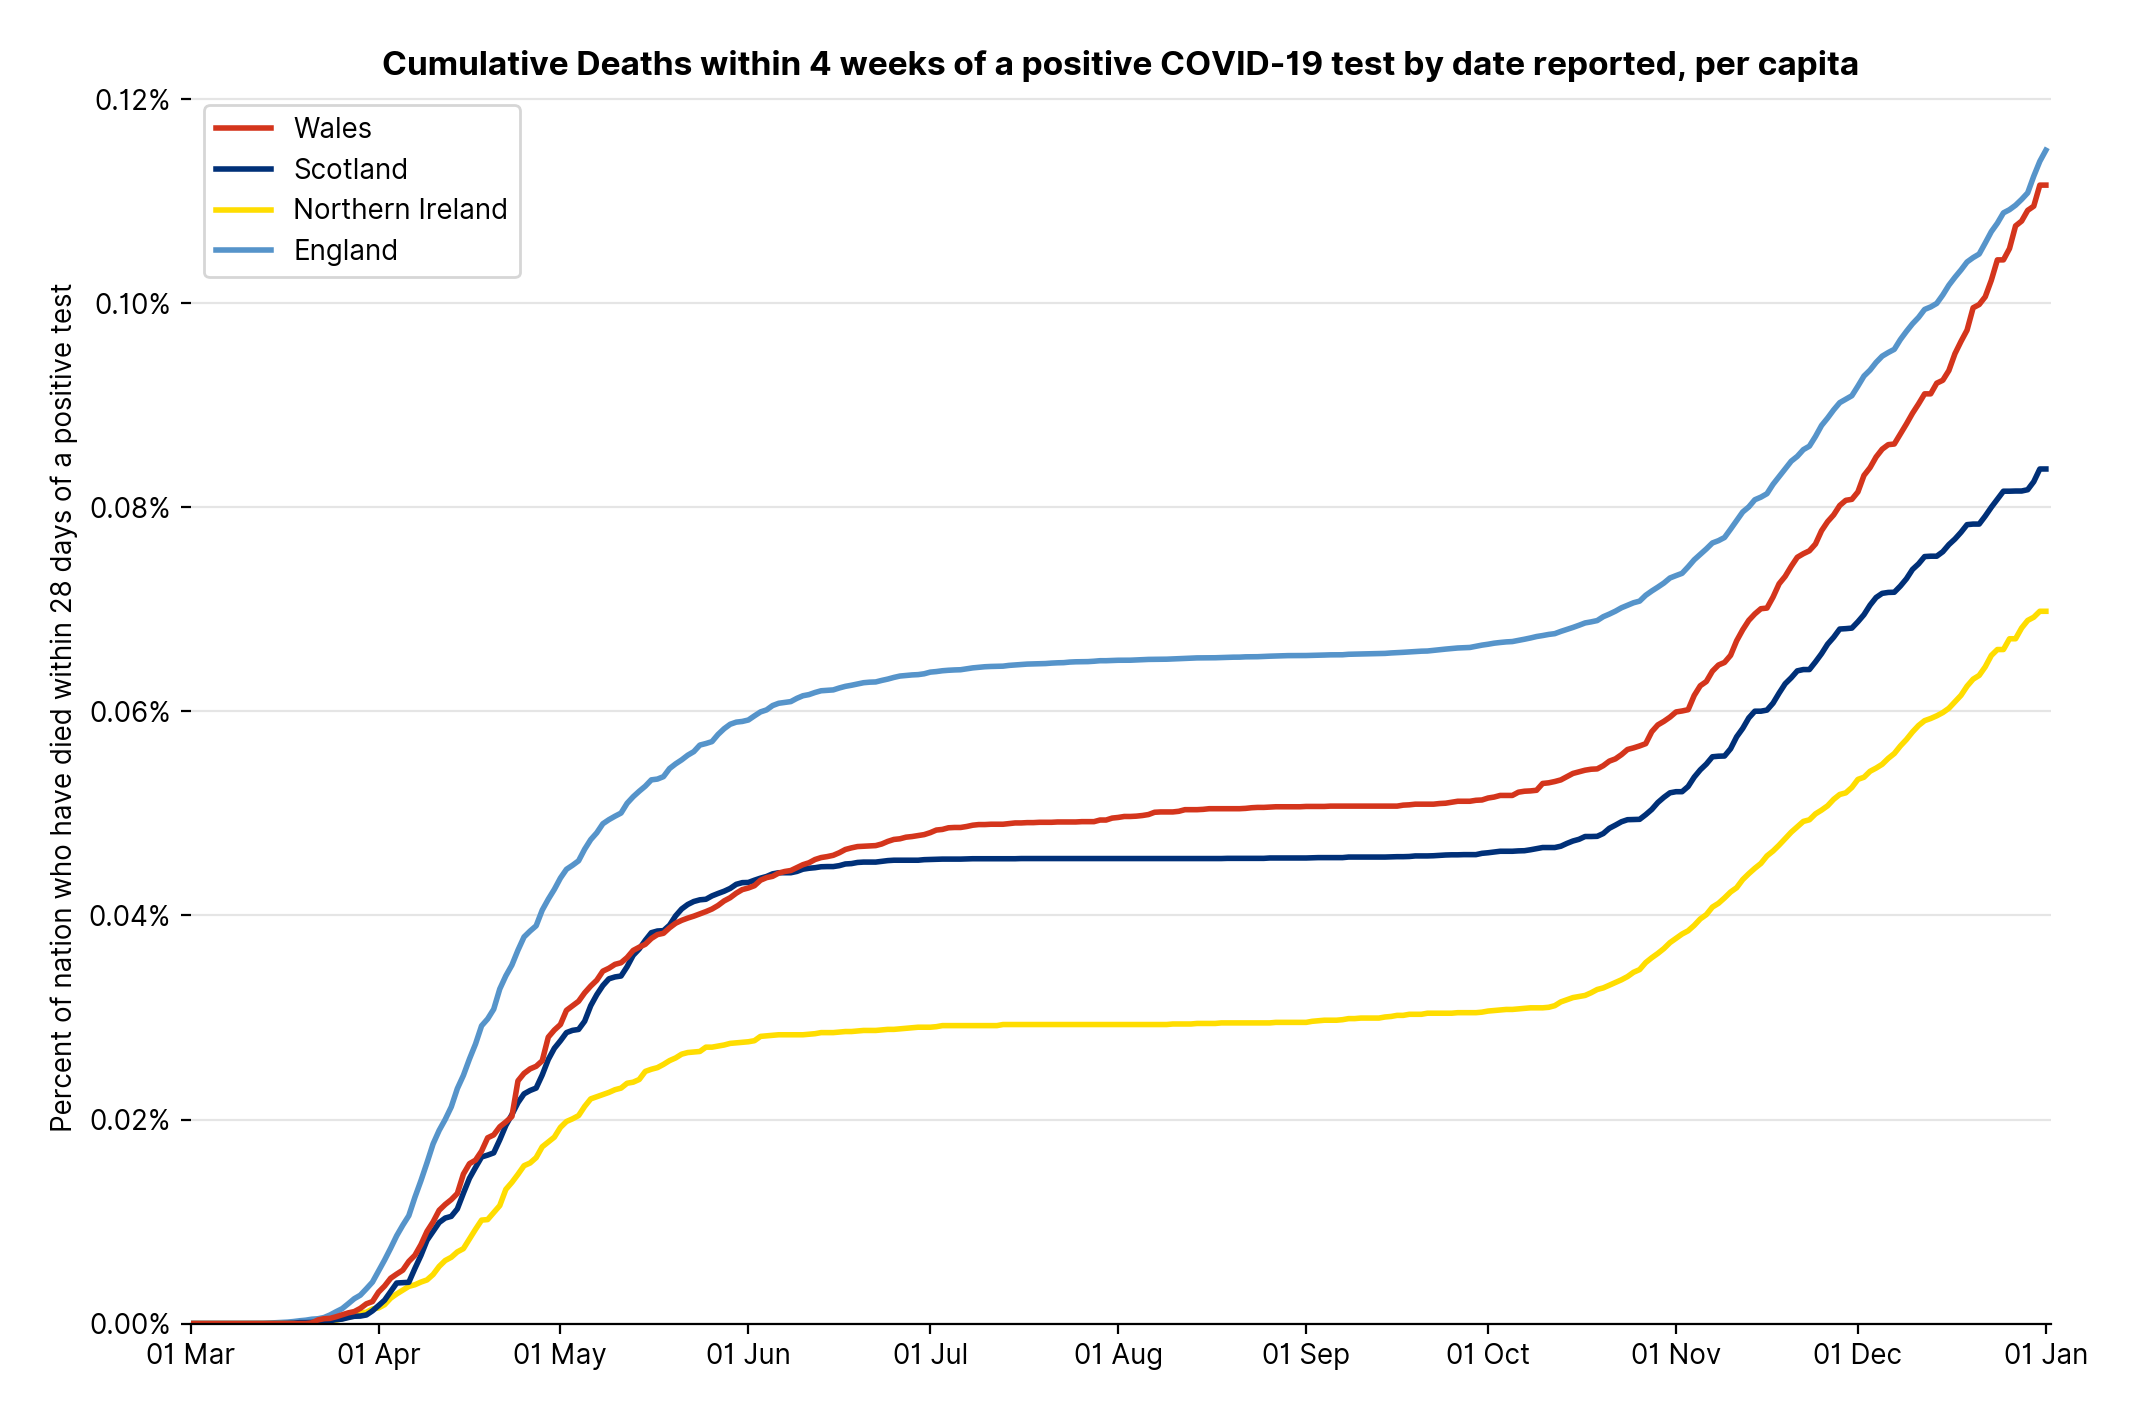 Cumulative Deaths within 4 weeks of a positive COVID-19 test by date reported, per capita
0.12%
0.10%
0.08%
0.06%
0.04%
0.02%
0.00%
Percent of nation who have died within 28 days of a positive test
Wales
Scotland
Northern Ireland
England
01 Mar
01 Apr
01 May
01 Jun
01 Jul
01 Aug
01 Sep
01 Oct
01 Nov
01 Dec
01 Jan